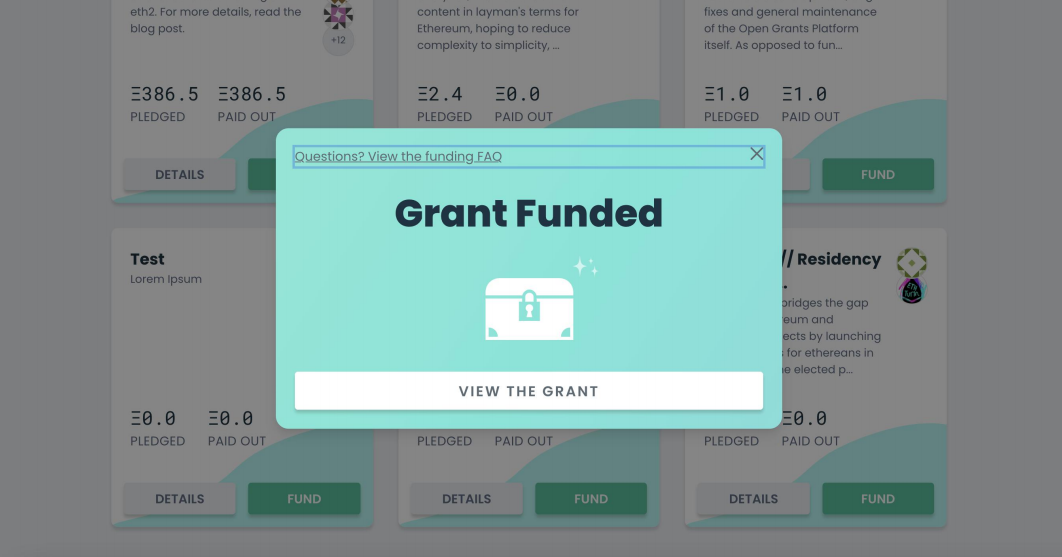 eth2. For more details, read the
blog post.
+12
Ξ386.5 Ξ386.5
PLEDGED PAID OUT
DETAILS
content in layman's terms for
Ethereum, hoping to reduce
complexity to simplicity, ...
Ξ2.4 Ξ0.0
PLEDGED PAID OUT
fixes and general maintenance
of the Open Grants Platform
itself. As opposed to fun...
Ξ1.0 Ξ1.0
PLEDGED PAID OUT
FUND
Questions? View the funding FAQ
Grant Funded
VIEW THE GRANT
Test
Lorem Ipsum
Ξ0.0 Ξ0.0
PLEDGED PAID OUT
DETAILS FUND
PLEDGED PAID OUT
DETAILS FUND
// Residency
bridges the gap
and
by launching
for ethereans in
elected p...
Ξ0.0
PLEDGED PAID OUT
DETAILS FUND